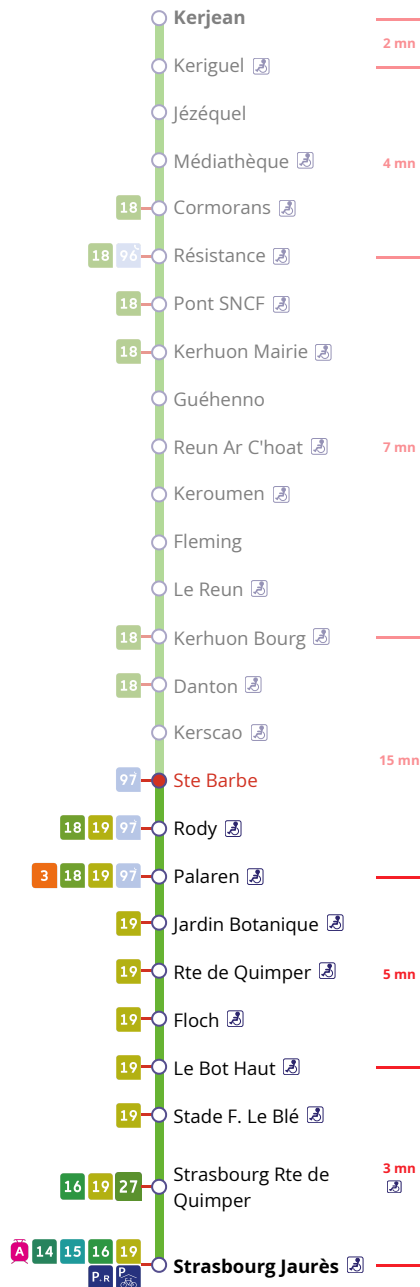 Kerjean
2 mn
Keriguel
Jézéquel
4 mn
Médiathèque
18 Cormorans
18 96 Résistance
18 Pont SNCF
18 Kerhuon Mairie
Guéhenno
7 mn
Reun Ar C'hoat
Keroumen
Fleming
Le Reun
18 Kerhuon Bourg
18 Danton
Kerscao
15 mn
97 Ste Barbe
18 19 97 Rody
3 18 19 97 Palaren
19 Jardin Botanique
19 Rte de Quimper
5 mn
19 Floch
19 Le Bot Haut
19 Stade F. Le Blé
3 mn
16 19 27 Strasbourg Rte de
Quimper
A 14 15 16 19 Strasbourg Jaurès
P.R P